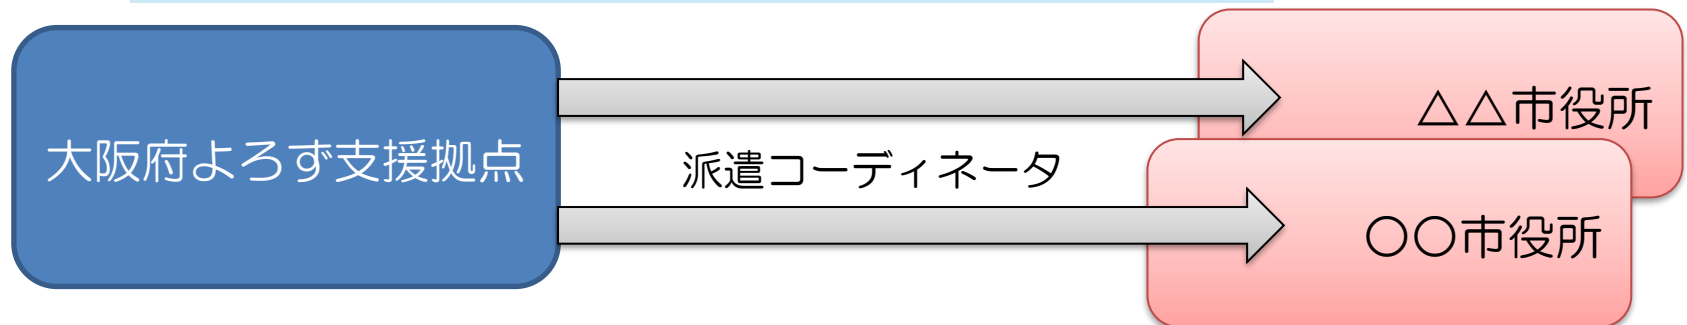 大阪府よろず支援拠点
派遣コーディネータ
△△市役所
〇〇市役所